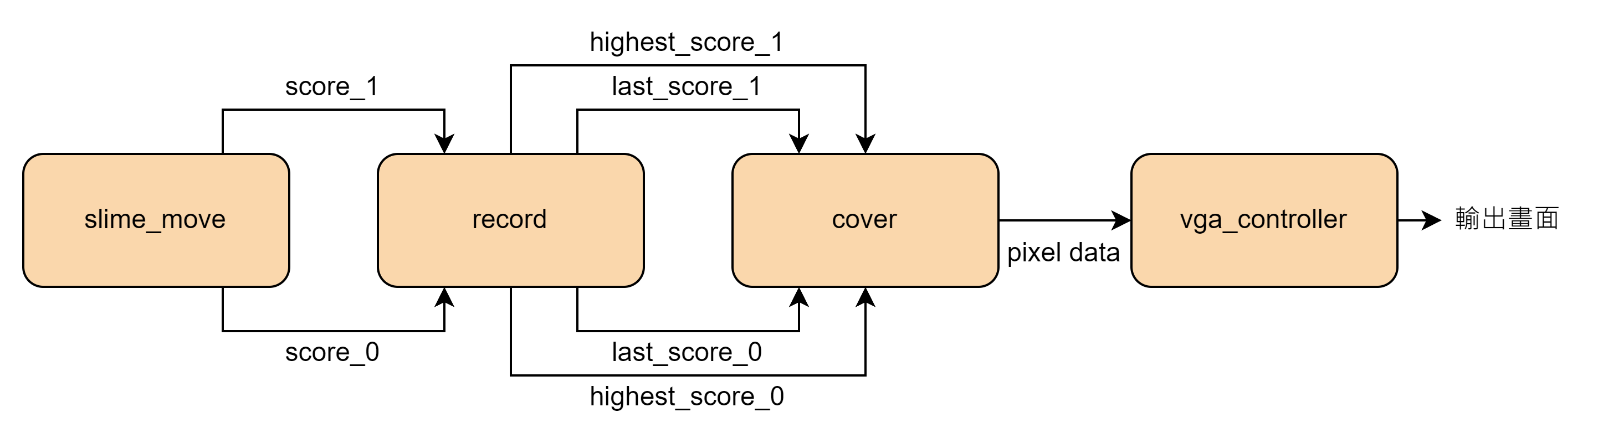 highest_score_1
score_1
last_score_1
slime_move
record
cover
vga_controller
輸出畫面
pixel data
score_0
last_score_0
highest_score_0